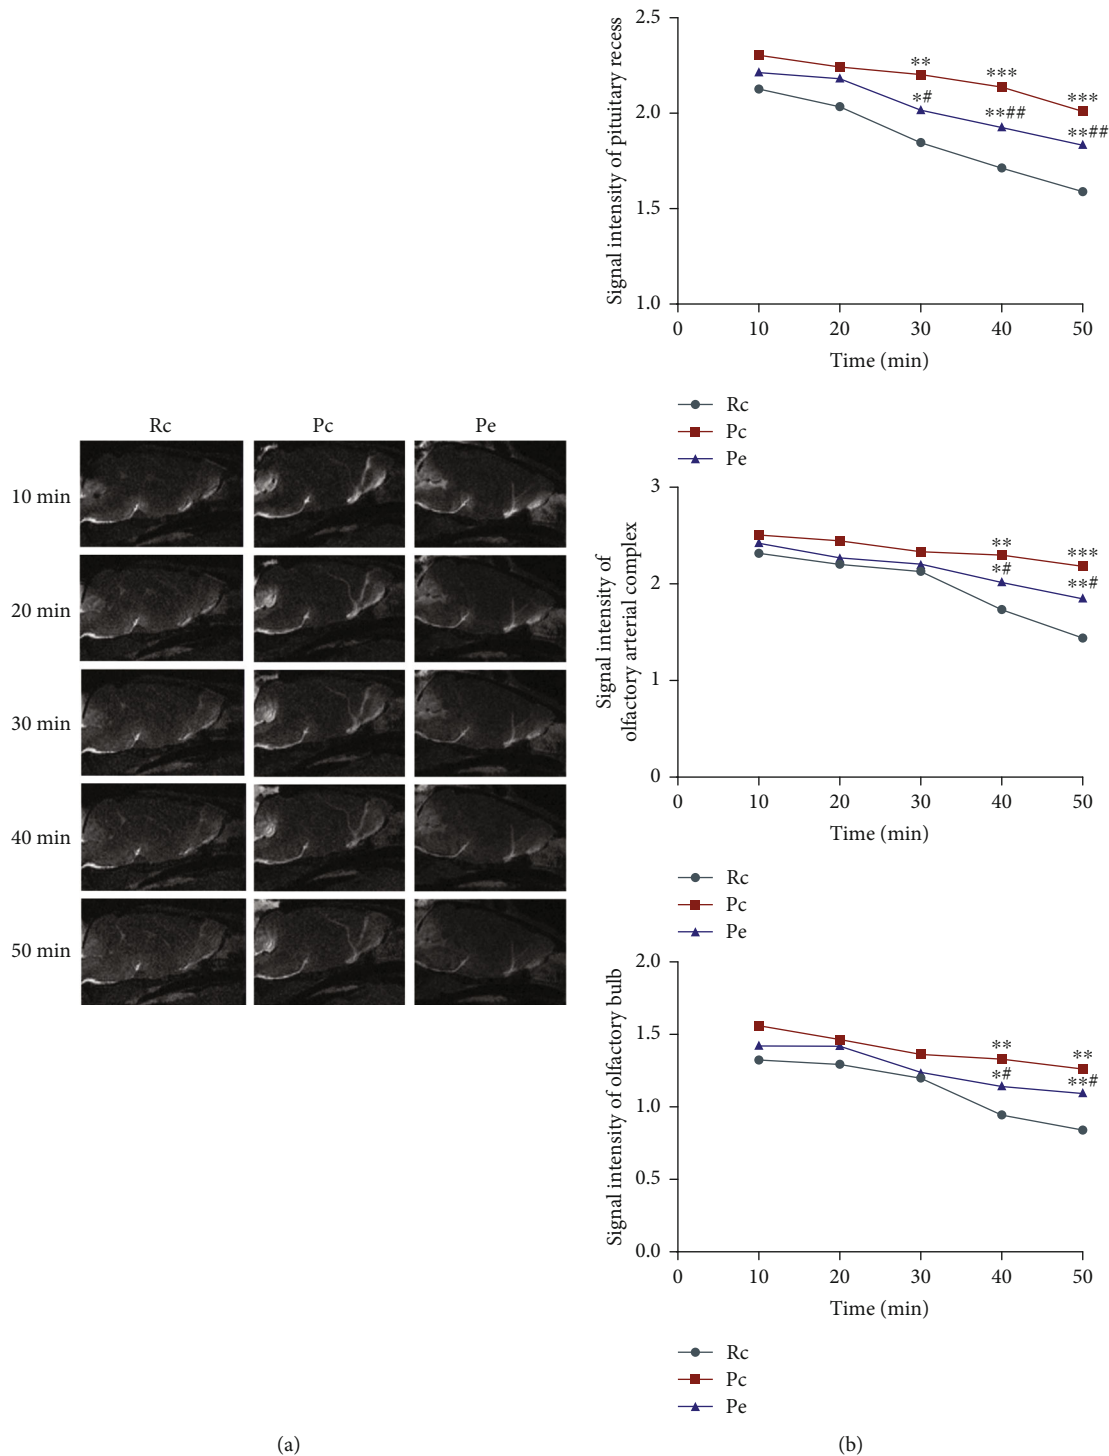 Rc Pc Pe
10 min
20 min
30 min
40 min
50 min
(a)
Signal intensity of pituitary recess
2.5
2.0
1.5
1.0
** *** ***
*# **## **##
0 10 20 30 40 50
Time (min)
Rc
Pc
Pe
Signal intensity of
olfactory arterial complex
3
2
1
0
** ***
*# **#
0 10 20 30 40 50
Time (min)
Rc
Pc
Pe
Signal intensity of olfactory bulb
2.0
1.5
1.0
0.5
0.0
** **
*# **#
0 10 20 30 40 50
Time (min)
Rc
Pc
Pe
(b)